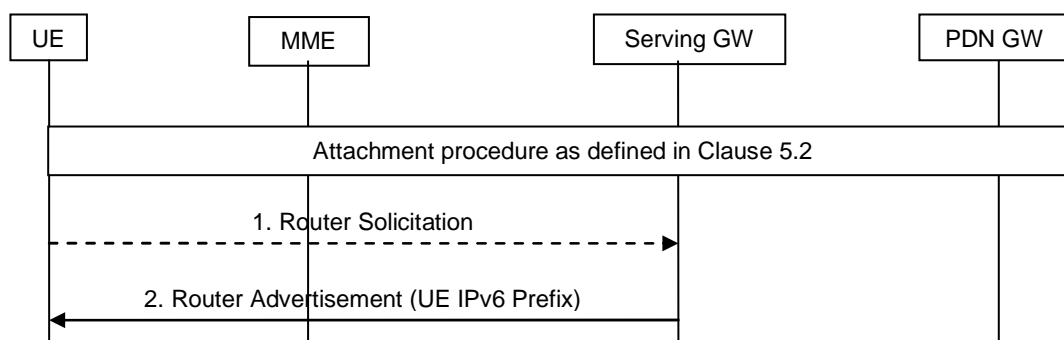 UE
MME
Serving GW
PDN GW
Attachment procedure as defined in Clause 5.2
1. Router Solicitation
2. Router Advertisement (UE IPv6 Prefix)